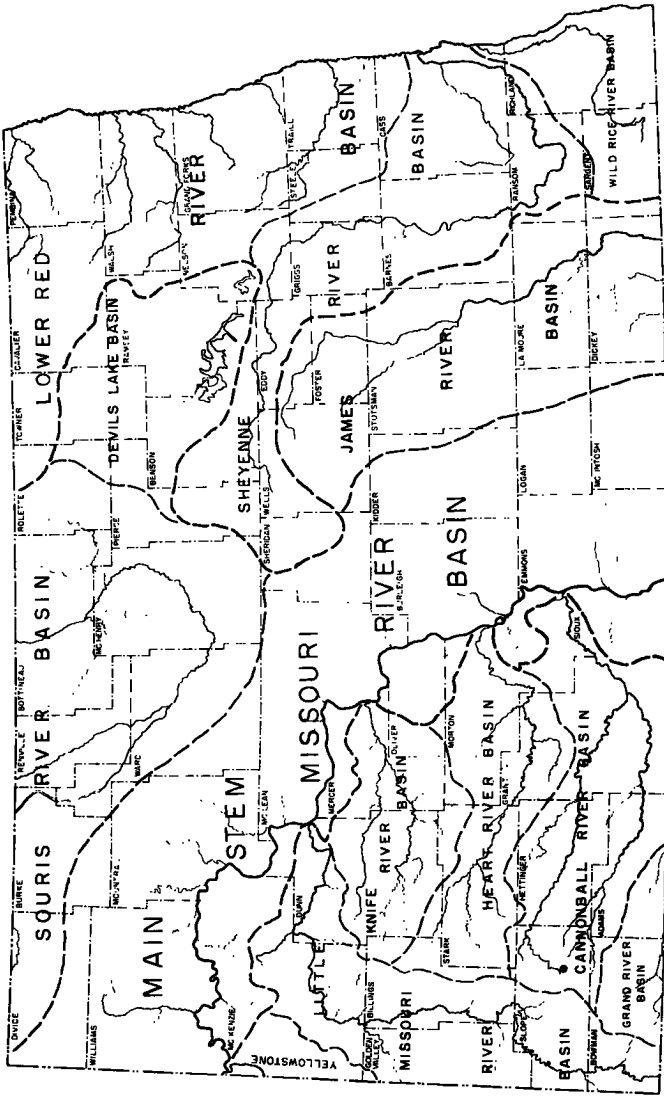 DIVICE
BURKE
RENVILLE
BOTTINEAU
ROLETTE
TOWNER
CAVALIER
PEMBINA
SOURIS RIVER BASIN
LOWER RED
RIVER
BASIN
WILLIAMS
WARC
MCHENRY
PIERCE
DEVILS LAKE BASIN
RAMSEY
WALSH
BENSON
NELSON
GRAND FORKS
MAIN
STEM
MISSOURI
RIVER
BASIN
MC KENZIE
MC LEAN
SHERIDAN
WELLS
EDDY
SHEYENNE
RIVER
BASIN
GRIGGS
STEELE
TRAILL
FOSTER
YELLOWSTONE
DUNN
MERCER
OLIVER
LITTLE
MISSOURI
RIVER
BASIN
GOLDEN VALLEY
BILLINGS
KNIFE
RIVER
BASIN
BURLEIGH
KIDDER
STUTSMAN
BARNES
CASS
JAMES
RIVER
BASIN
STARK
MORTON
HEART RIVER BASIN
SLOPE
HETTINGER
GRANT
EMMONS
LOGAN
LA MOURE
RANSOM
RICHLAND
CANNONBALL RIVER BASIN
BOWMAN
ADAMS
SIOUX
MC INTOSH
DICKEY
SARGENT
GRAND RIVER
BASIN
WILD RICE RIVER BASIN